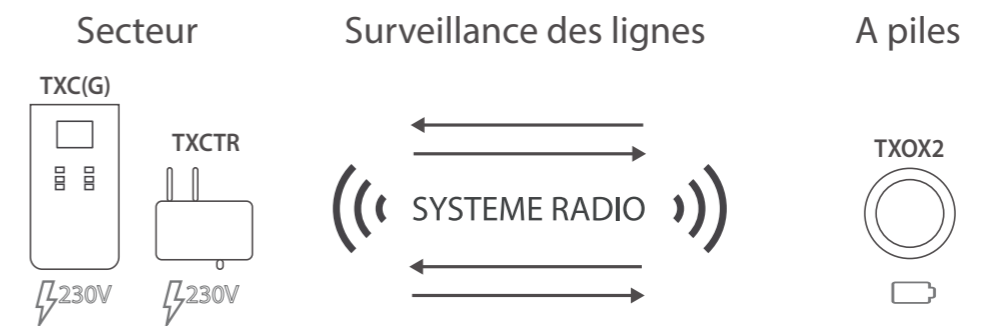 Secteur
Surveillance des lignes
A piles
TXC(G)
TXCTR
TXOX2
SYSTEME RADIO
230V
230V